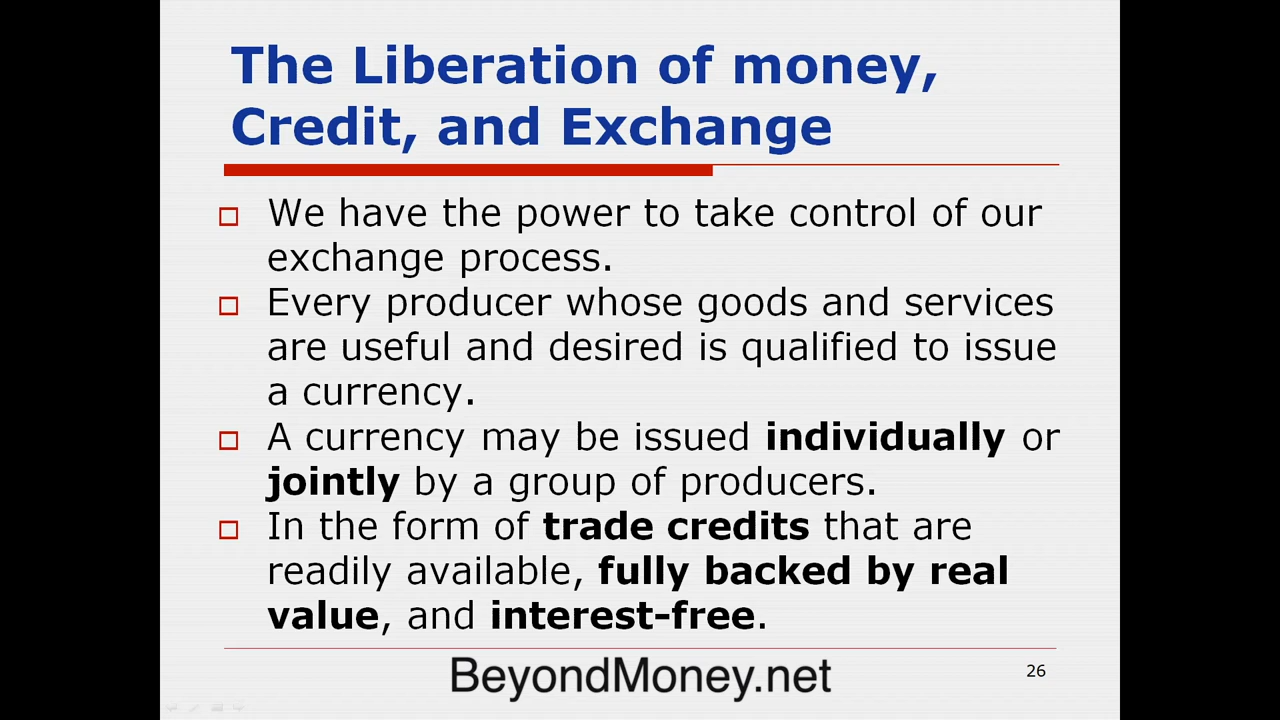 The Liberation of money,
Credit, and Exchange
We have the power to take control of our
exchange process.
Every producer whose goods and services
are useful and desired is qualified to issue
a currency.
A currency may be issued individually or
jointly by a group of producers.
In the form of trade credits that are
readily available, fully backed by real
value, and interest-free.
BeyondMoney.net
26